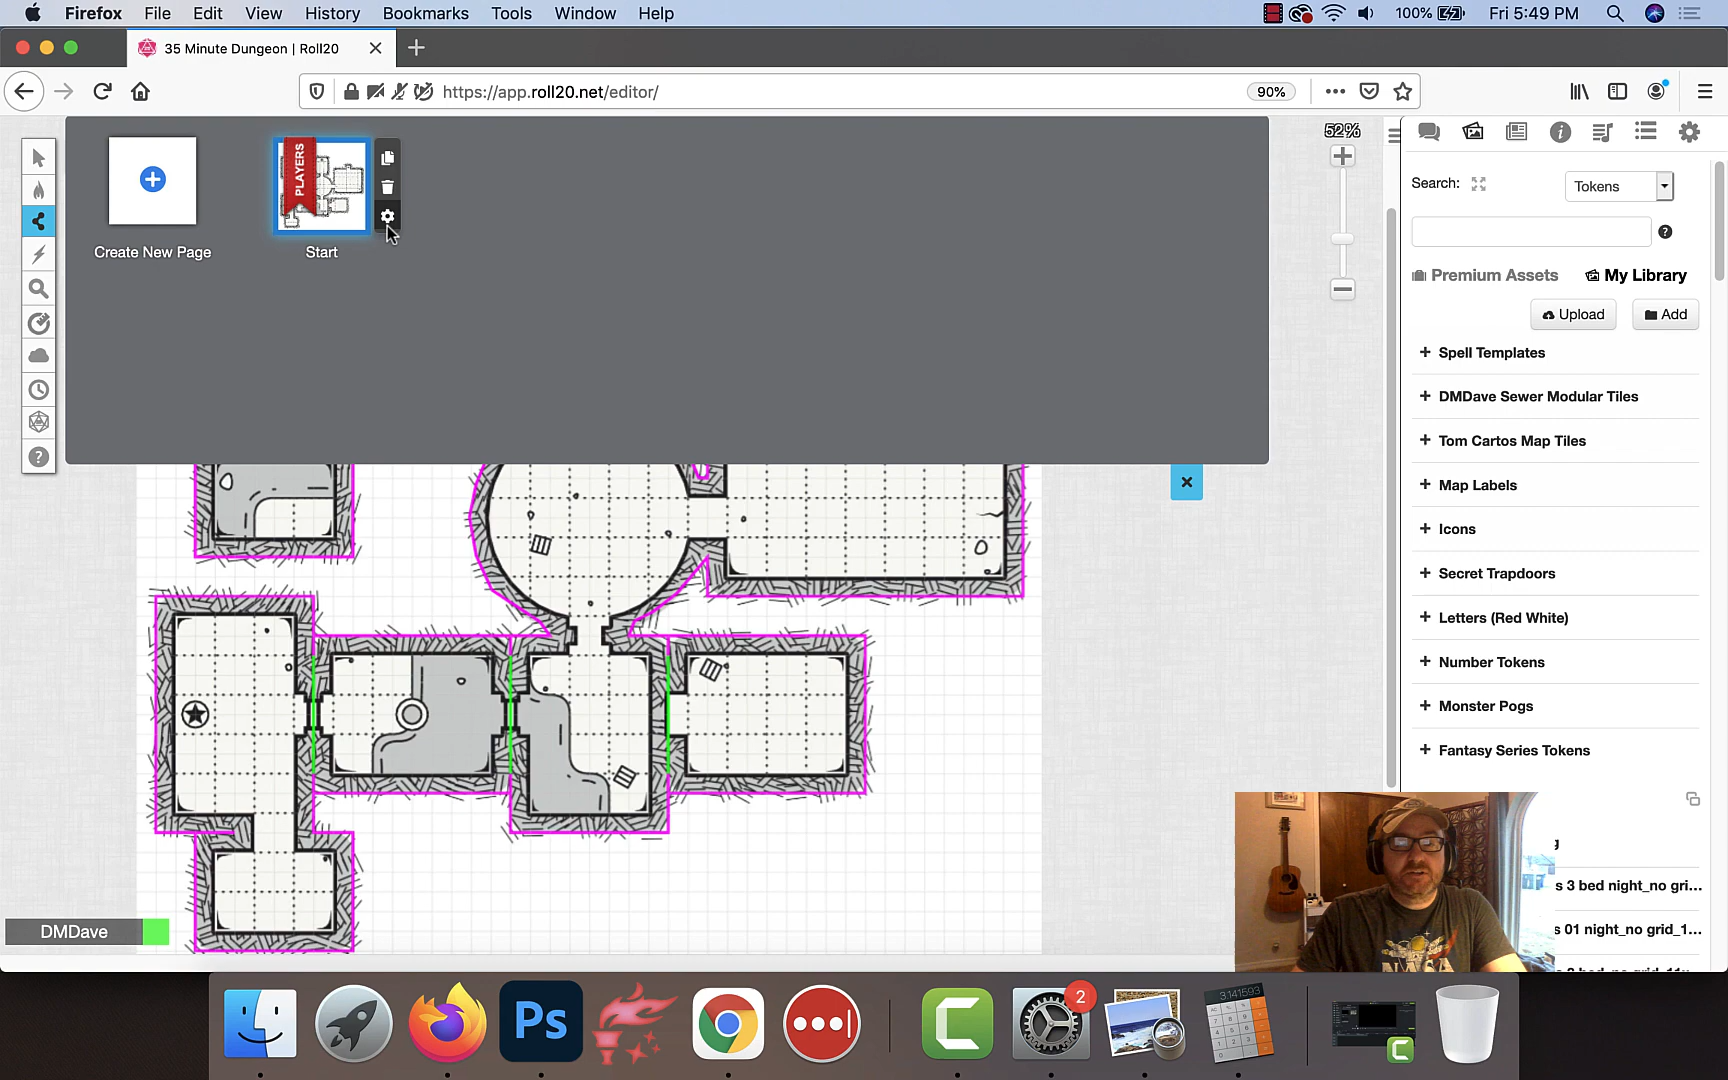 Firefox File Edit View History Bookmarks Tools Window Help
100% Fri 5:49 PM
35 Minute Dungeon | Roll20
https://app.roll20.net/editor/
90%
PLAYERS
Create New Page
Start
52%
Search:
Tokens
Premium Assets
My Library
Upload
Add
Spell Templates
DMDave Sewer Modular Tiles
Tom Cartos Map Tiles
Map Labels
Icons
Secret Trapdoors
Letters (Red White)
Number Tokens
Monster Pogs
Fantasy Series Tokens
g
s 3 bed night_no gri...
s 01 night_no grid_1...
DMDave
NASA
Ps
2
3.141593